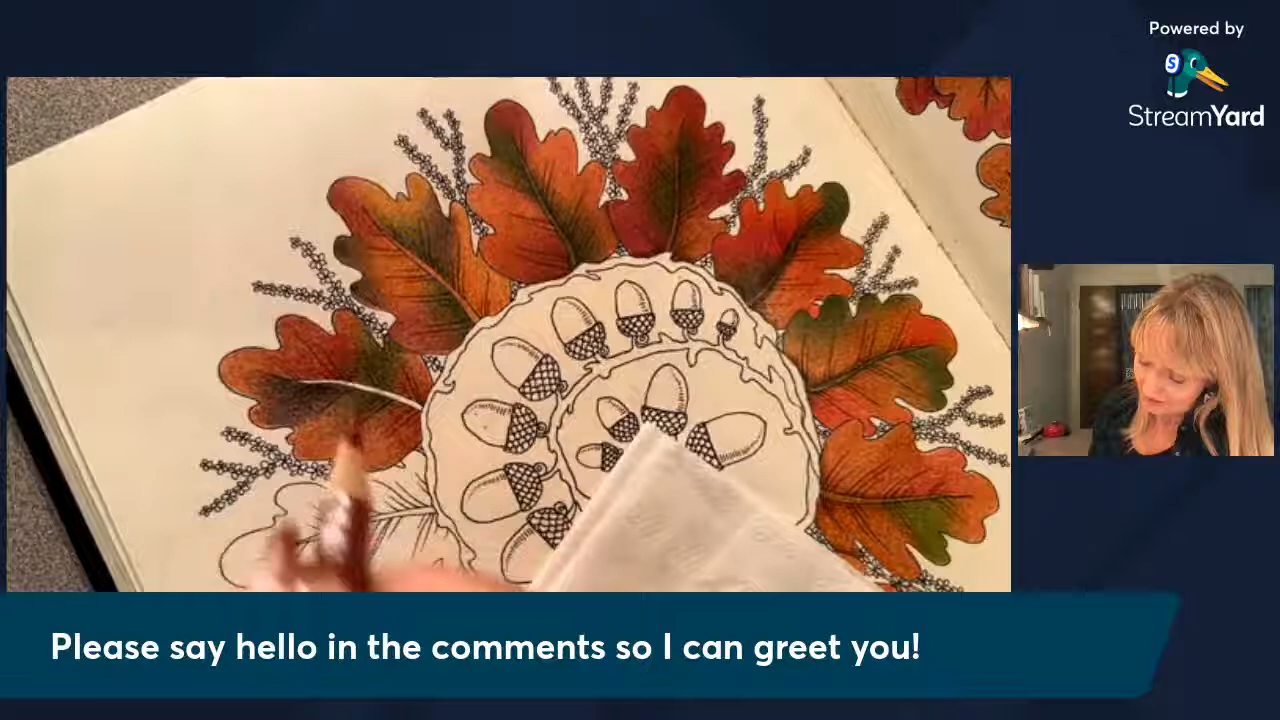 Powered by
S
StreamYard
Please say hello in the comments so I can greet you!